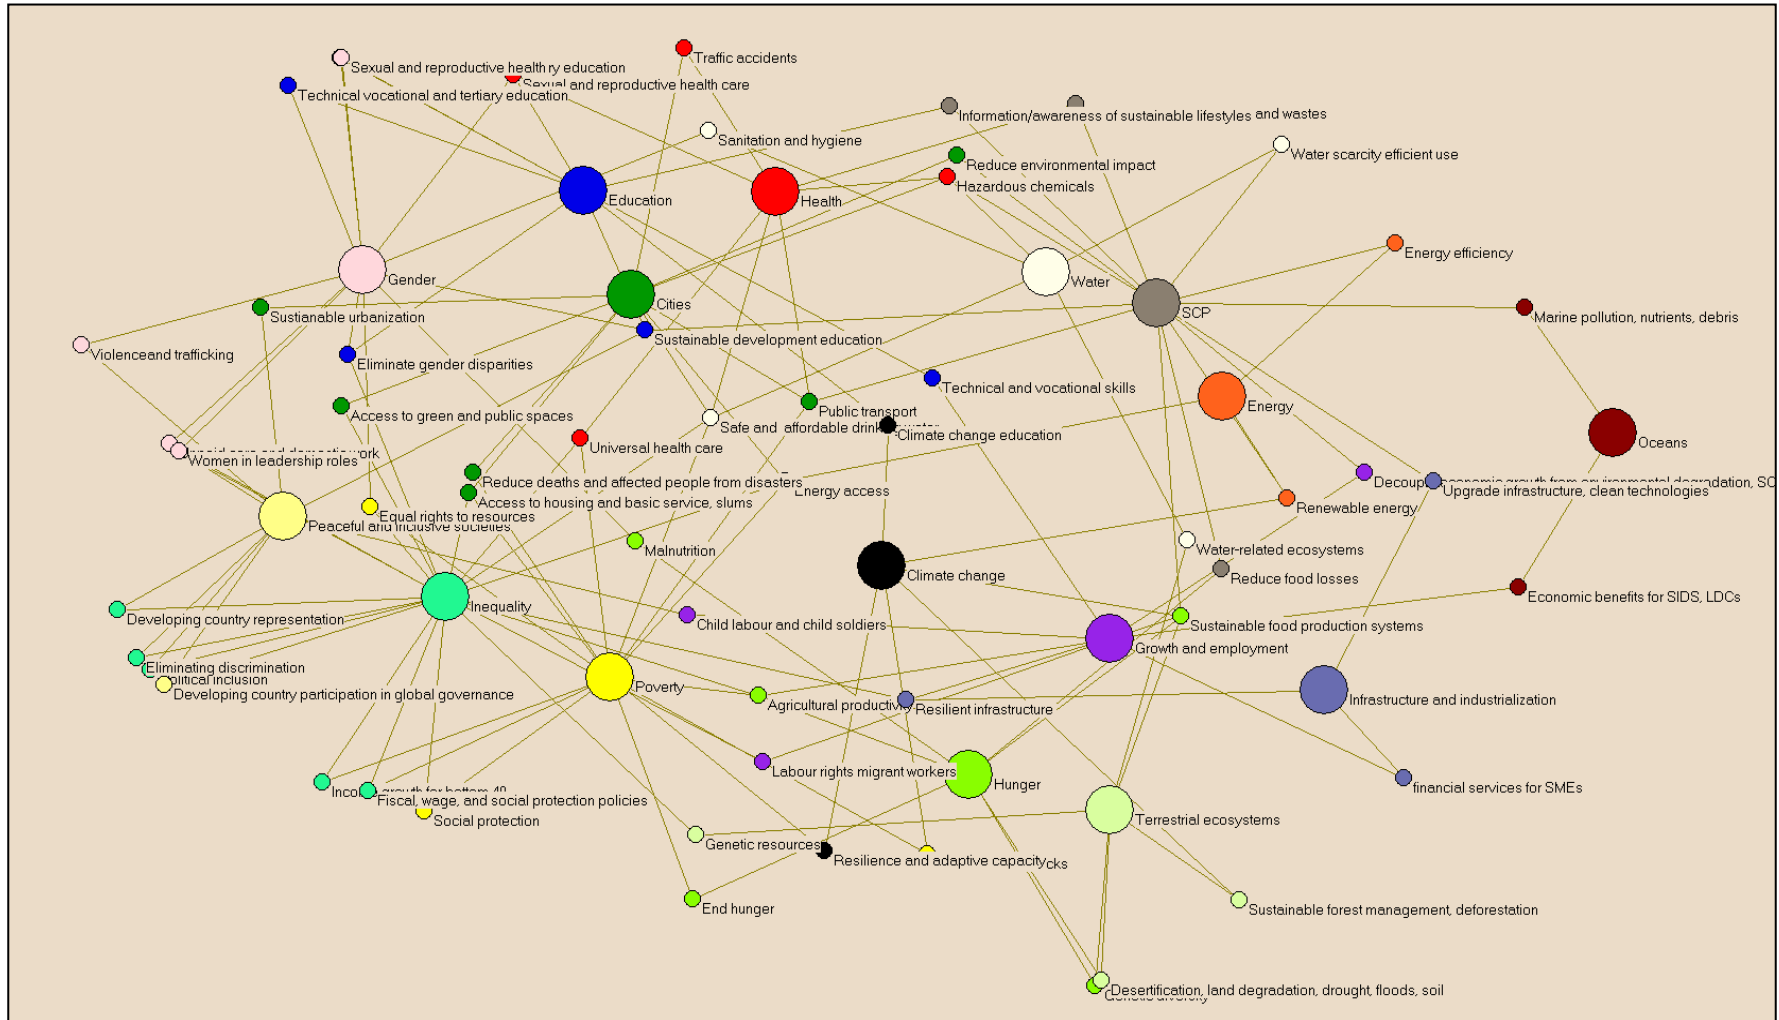 Traffic accidents
Sexual and reproductive health ry education
Sexual and reproductive health care
Technical vocational and tertiary education
Information/awareness of sustainable lifestyles and wastes
Sanitation and hygiene
Water scarcity efficient use
Reduce environmental impact
Hazardous chemicals
Education
Health
Energy efficiency
Gender
Water
Cities
SCP
Sustianable urbanization
Marine pollution, nutrients, debris
Sustainable development education
Violenceand trafficking
Eliminate gender disparities
Technical and vocational skills
Energy
Public transport
Access to green and public spaces
Safe and affordable
Climate change education
Oceans
Universal health care
Women in leadership roles
Reduce deaths and affected people from disasters
Energy access
Upgrade infrastructure, clean technologies
Access to housing and basic service, slums
Renewable energy
Equal rights to resources
Peaceful and inclusive societies
Malnutrition
Water-related ecosystems
Climate change
Reduce food losses
Economic benefits for SIDS, LDCs
Inequality
Developing country representation
Child labour and child soldiers
Sustainable food production systems
Growth and employment
Eliminating discrimination
inclusion
Poverty
Developing country participation in global governance
Agricultural
Resilient infrastructure
Infrastructure and industrialization
Labour rights migrant workers
Hunger
financial services for SMEs
Fiscal, wage, and social protection policies
Social protection
Terrestrial ecosystems
Genetic resources
Resilience and adaptive capacity cks
End hunger
Sustainable forest management, deforestation
Desertification, land degradation, drought, floods, soil